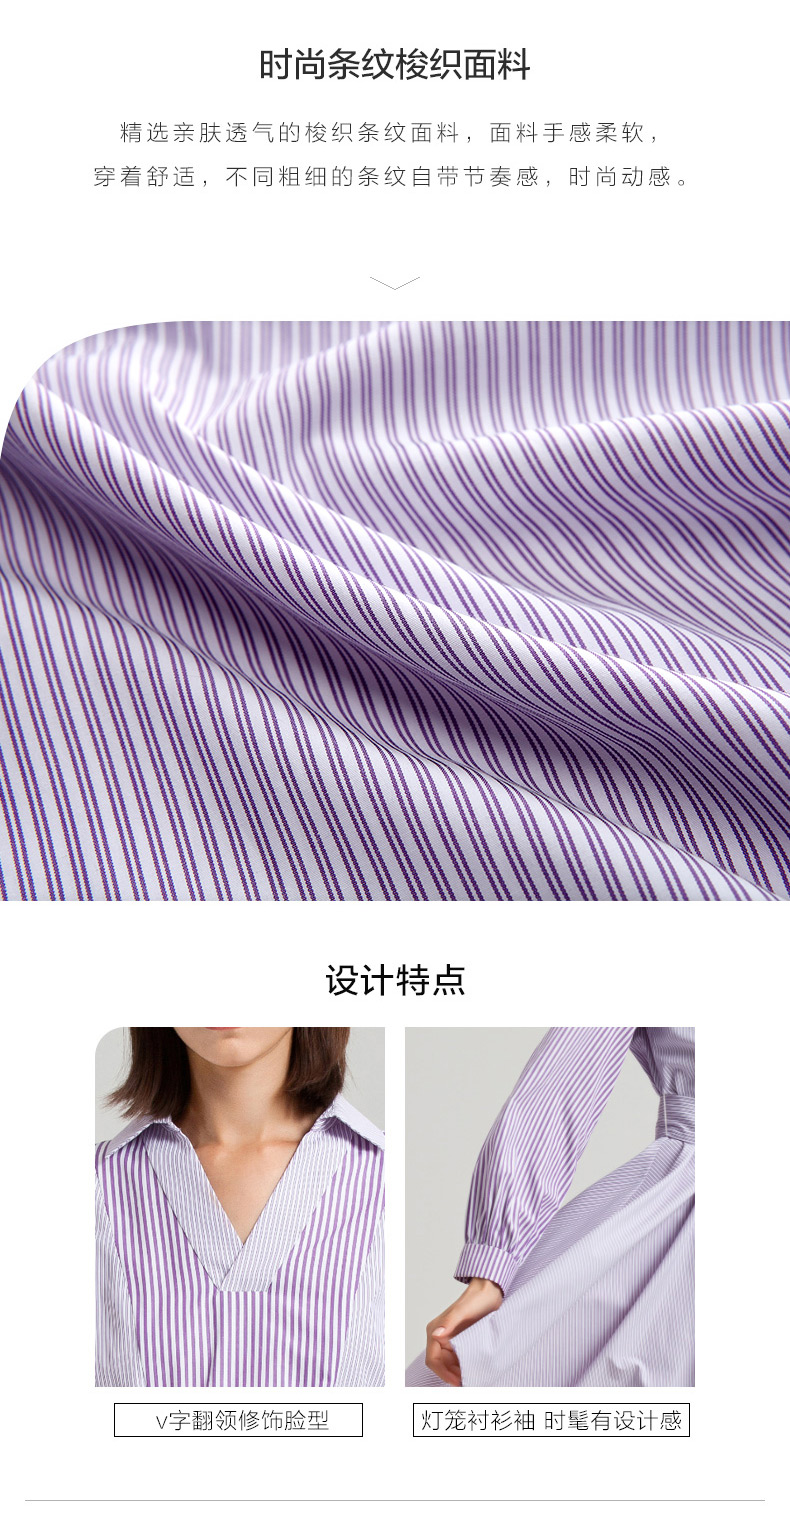 时尚条纹梭织面料
精选亲肤透气的梭织条纹面料，面料手感柔软，
穿着舒适，不同粗细的条纹自带节奏感，时尚动感。
设计特点
v字翻领修饰脸型
灯笼衬衫袖 时髦有设计感